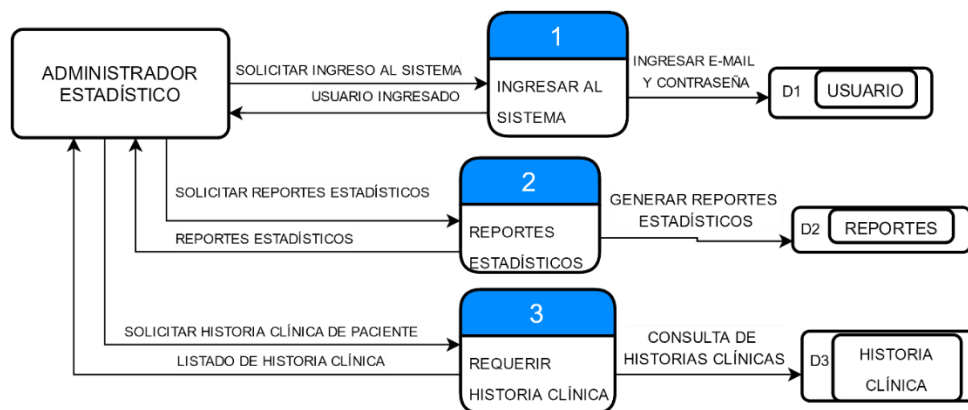 ADMINISTRADOR
ESTADÍSTICO
SOLICITAR INGRESO AL SISTEMA
USUARIO INGRESADO
1
INGRESAR AL
SISTEMA
INGRESAR E-MAIL
Y CONTRASEÑA
D1
USUARIO
SOLICITAR REPORTES ESTADÍSTICOS
REPORTES ESTADÍSTICOS
2
REPORTES
ESTADÍSTICOS
GENERAR REPORTES
ESTADÍSTICOS
D2
REPORTES
SOLICITAR HISTORIA CLÍNICA DE PACIENTE
LISTADO DE HISTORIA CLÍNICA
3
REQUERIR
HISTORIA CLÍNICA
CONSULTA DE
HISTORIAS CLÍNICAS
D3
HISTORIA
CLÍNICA